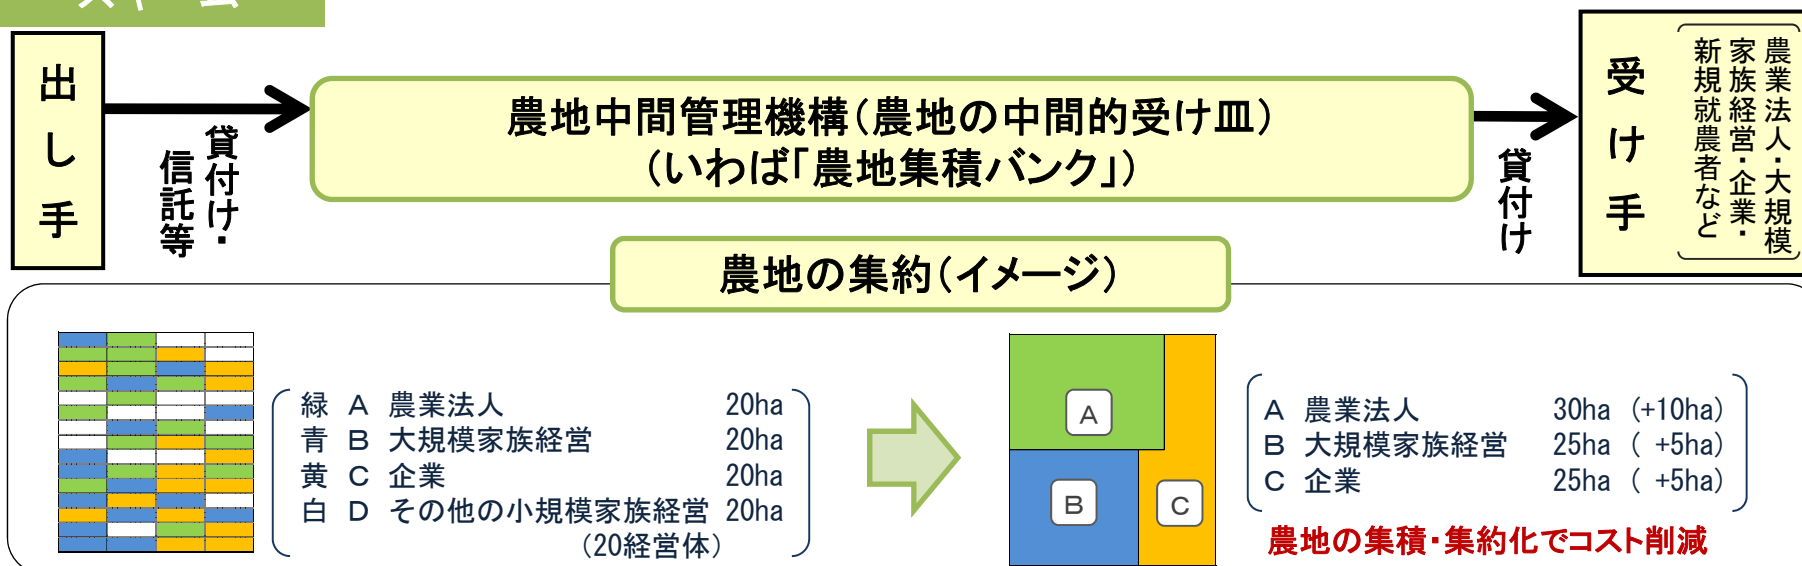 スキーム
出し手
貸付け・
信託等
農地中間管理機構(農地の中間的受け皿)
(いわば「農地集積バンク」)
貸付け
受け手
農業法人・大規模
家族経営・企業・
新規就農者など
農地の集約(イメージ)
緑 A 農業法人 20ha
青 B 大規模家族経営 20ha
黄 C 企業 20ha
白 D その他の小規模家族経営 20ha
(20経営体)
A
B
C
A 農業法人 30ha (+10ha)
B 大規模家族経営 25ha ( +5ha)
C 企業 25ha ( +5ha)
農地の集積・集約化でコスト削減